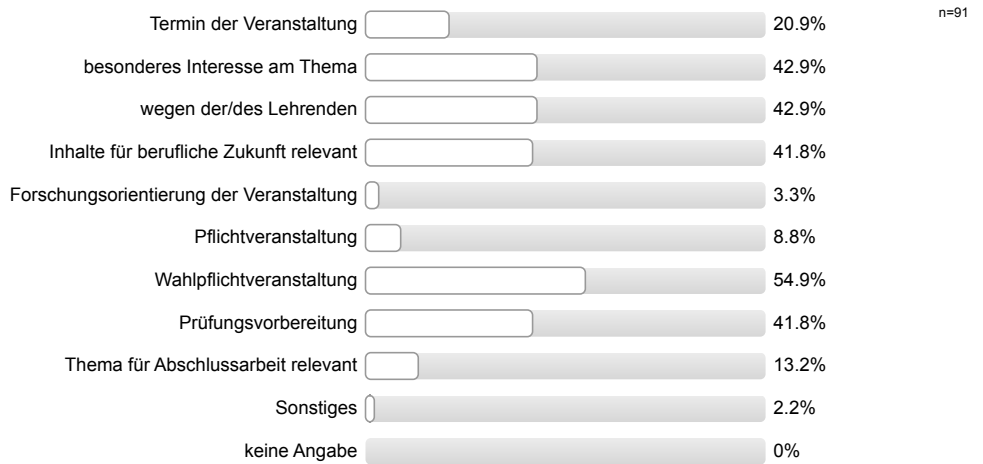 n=91
Termin der Veranstaltung 20.9%
besonderes Interesse am Thema 42.9%
wegen der/des Lehrenden 42.9%
Inhalte für berufliche Zukunft relevant 41.8%
Forschungsorientierung der Veranstaltung 3.3%
Pflichtveranstaltung 8.8%
Wahlpflichtveranstaltung 54.9%
Prüfungsvorbereitung 41.8%
Thema für Abschlussarbeit relevant 13.2%
Sonstiges 2.2%
keine Angabe 0%